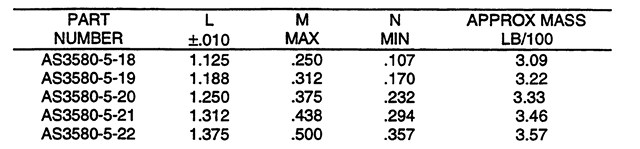 PART L M N APPROX MASS
NUMBER ±.010 MAX MIN LB/100
AS3580-5-18 1.125 .250 .107 3.09
AS3580-5-19 1.188 .312 .170 3.22
AS3580-5-20 1.250 .375 .232 3.33
AS3580-5-21 1.312 .438 .294 3.46
AS3580-5-22 1.375 .500 .357 3.57